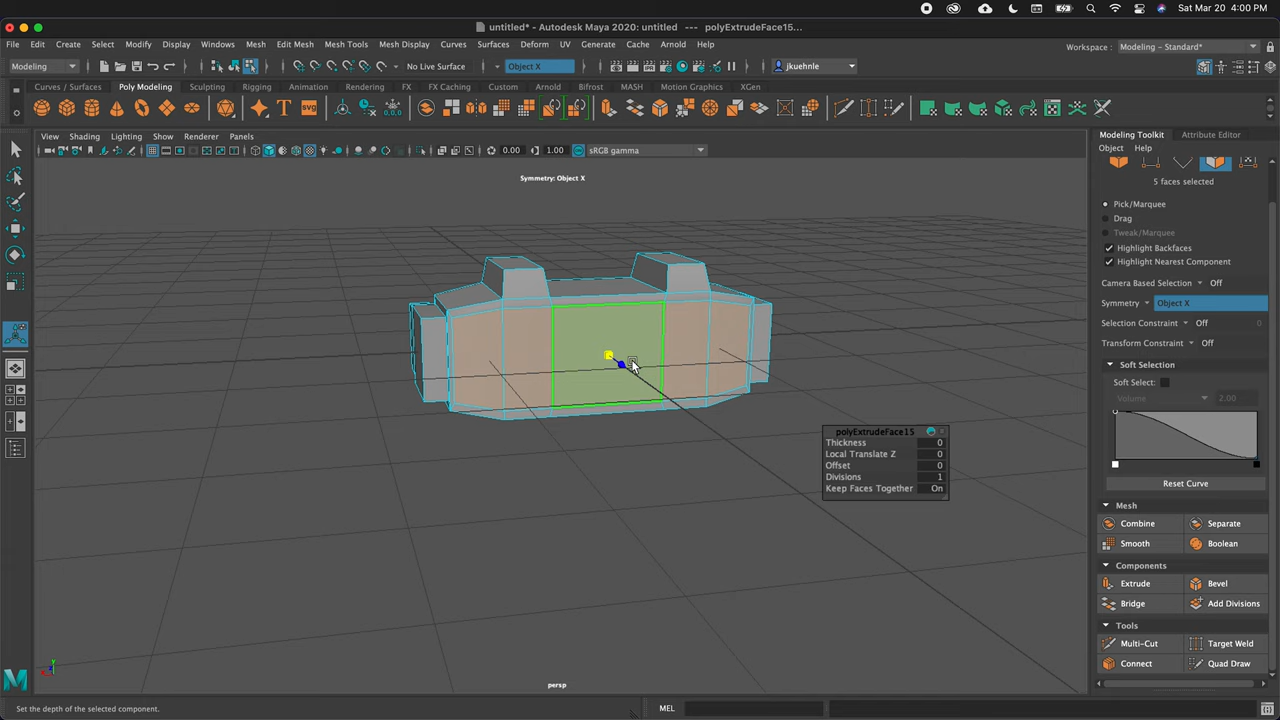 Sat Mar 20 4:00 PM
untitled* - Autodesk Maya 2020: untitled --- polyExtrudeFace15...
File Edit Create Select Modify Display Windows Mesh Edit Mesh Mesh Tools Mesh Display Curves Surfaces Deform UV Generate Cache Arnold Help
Workspace : Modeling - Standard*
Modeling No Live Surface Object X jkuehnle
Curves / Surfaces Poly Modeling Sculpting Rigging Animation Rendering FX FX Caching Custom Arnold Bifrost MASH Motion Graphics XGen
View Shading Lighting Show Renderer Panels
0.00 1.00 sRGB gamma
Symmetry: Object X
polyExtrudeFace15
Thickness 0
Local Translate Z 0
Offset 0
Divisions 1
Keep Faces Together On
persp
Modeling Toolkit Attribute Editor
Object Help
5 faces selected
Pick/Marquee
Drag
Tweak/Marquee
Highlight Backfaces
Highlight Nearest Component
Camera Based Selection Off
Symmetry Object X
Selection Constraint Off 0
Transform Constraint Off
Soft Selection
Soft Select:
Volume 2.00
Reset Curve
Mesh
Combine Separate
Smooth Boolean
Components
Extrude Bevel
Bridge Add Divisions
Tools
Multi-Cut Target Weld
Connect Quad Draw
Set the depth of the selected component. MEL